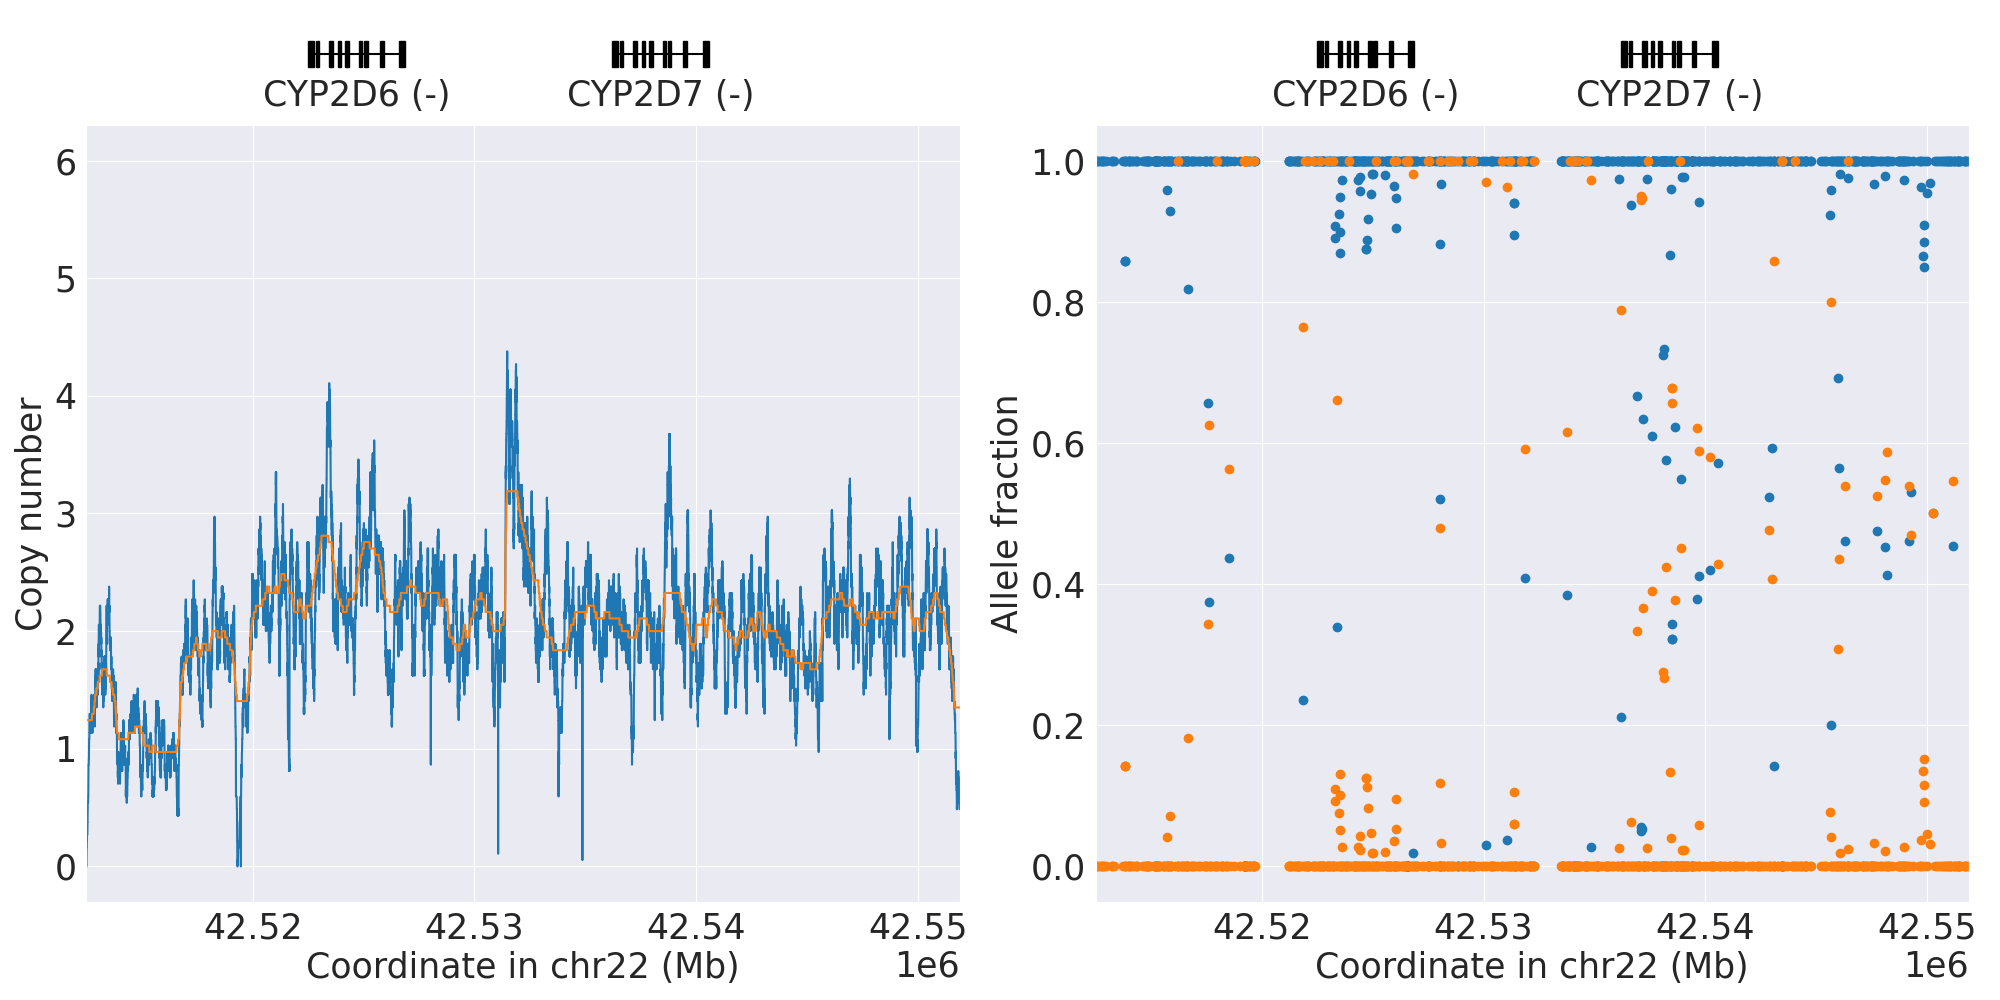 CYP2D6 (-) CYP2D7 (-)
6
5
4
3
2
1
0
Copy number
42.52 42.53 42.54 42.55
Coordinate in chr22 (Mb)
1e6
CYP2D6 (-) CYP2D7 (-)
1.0
0.8
0.6
0.4
0.2
0.0
Allele fraction
42.52 42.53 42.54 42.55
Coordinate in chr22 (Mb)
1e6